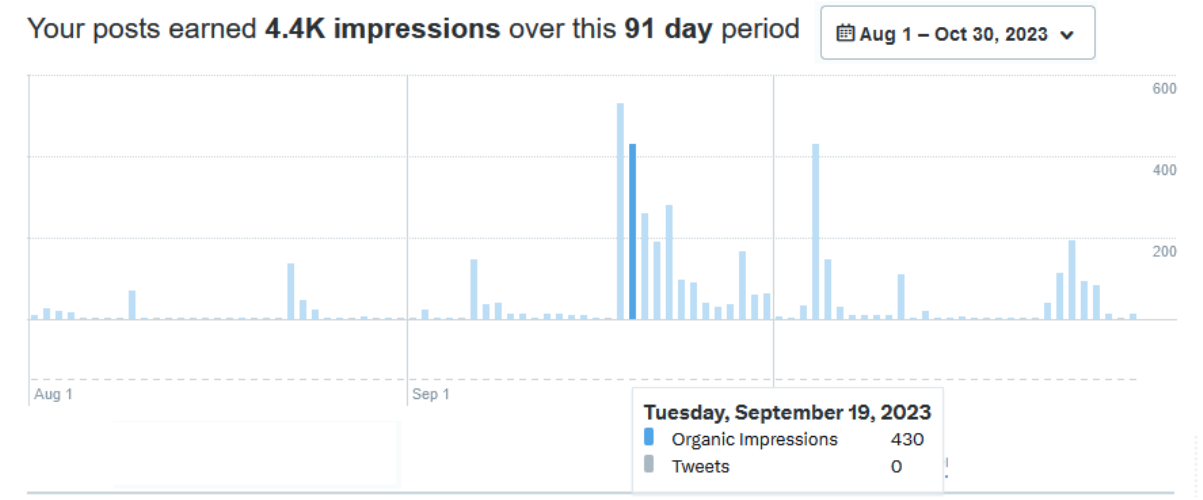 Your posts earned 4.4K impressions over this 91 day period
Aug 1 – Oct 30, 2023
600
400
200
Aug 1
Sep 1
Tuesday, September 19, 2023
Organic Impressions 430
Tweets 0